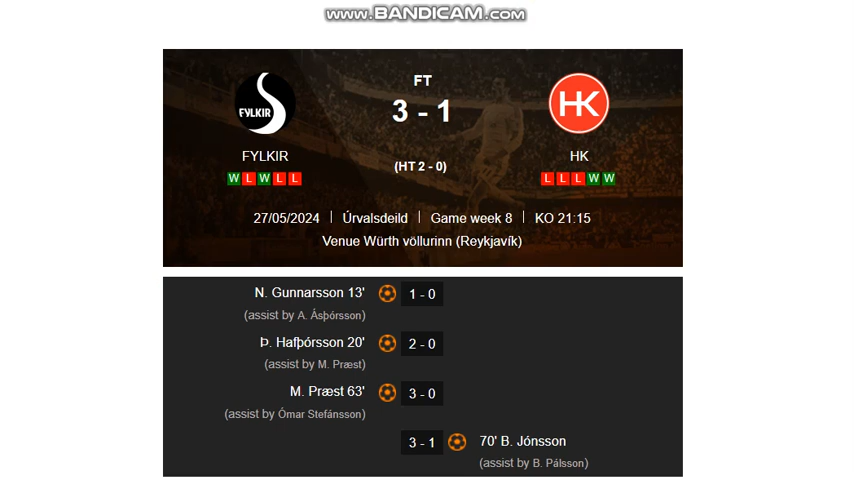 www.BANDICAM.com
FT
3 - 1
FYLKIR
HK
FYLKIR
HK
(HT 2 - 0)
W L W L L
L L L W W
27/05/2024 | Úrvalsdeild | Game week 8 | KO 21:15
Venue Würth völlurinn (Reykjavík)
N. Gunnarsson 13' 1 - 0
(assist by A. Ásþórsson)
Þ. Hafþórsson 20' 2 - 0
(assist by M. Præst)
M. Præst 63' 3 - 0
(assist by Ómar Stefánsson)
3 - 1 70' B. Jónsson
(assist by B. Pálsson)